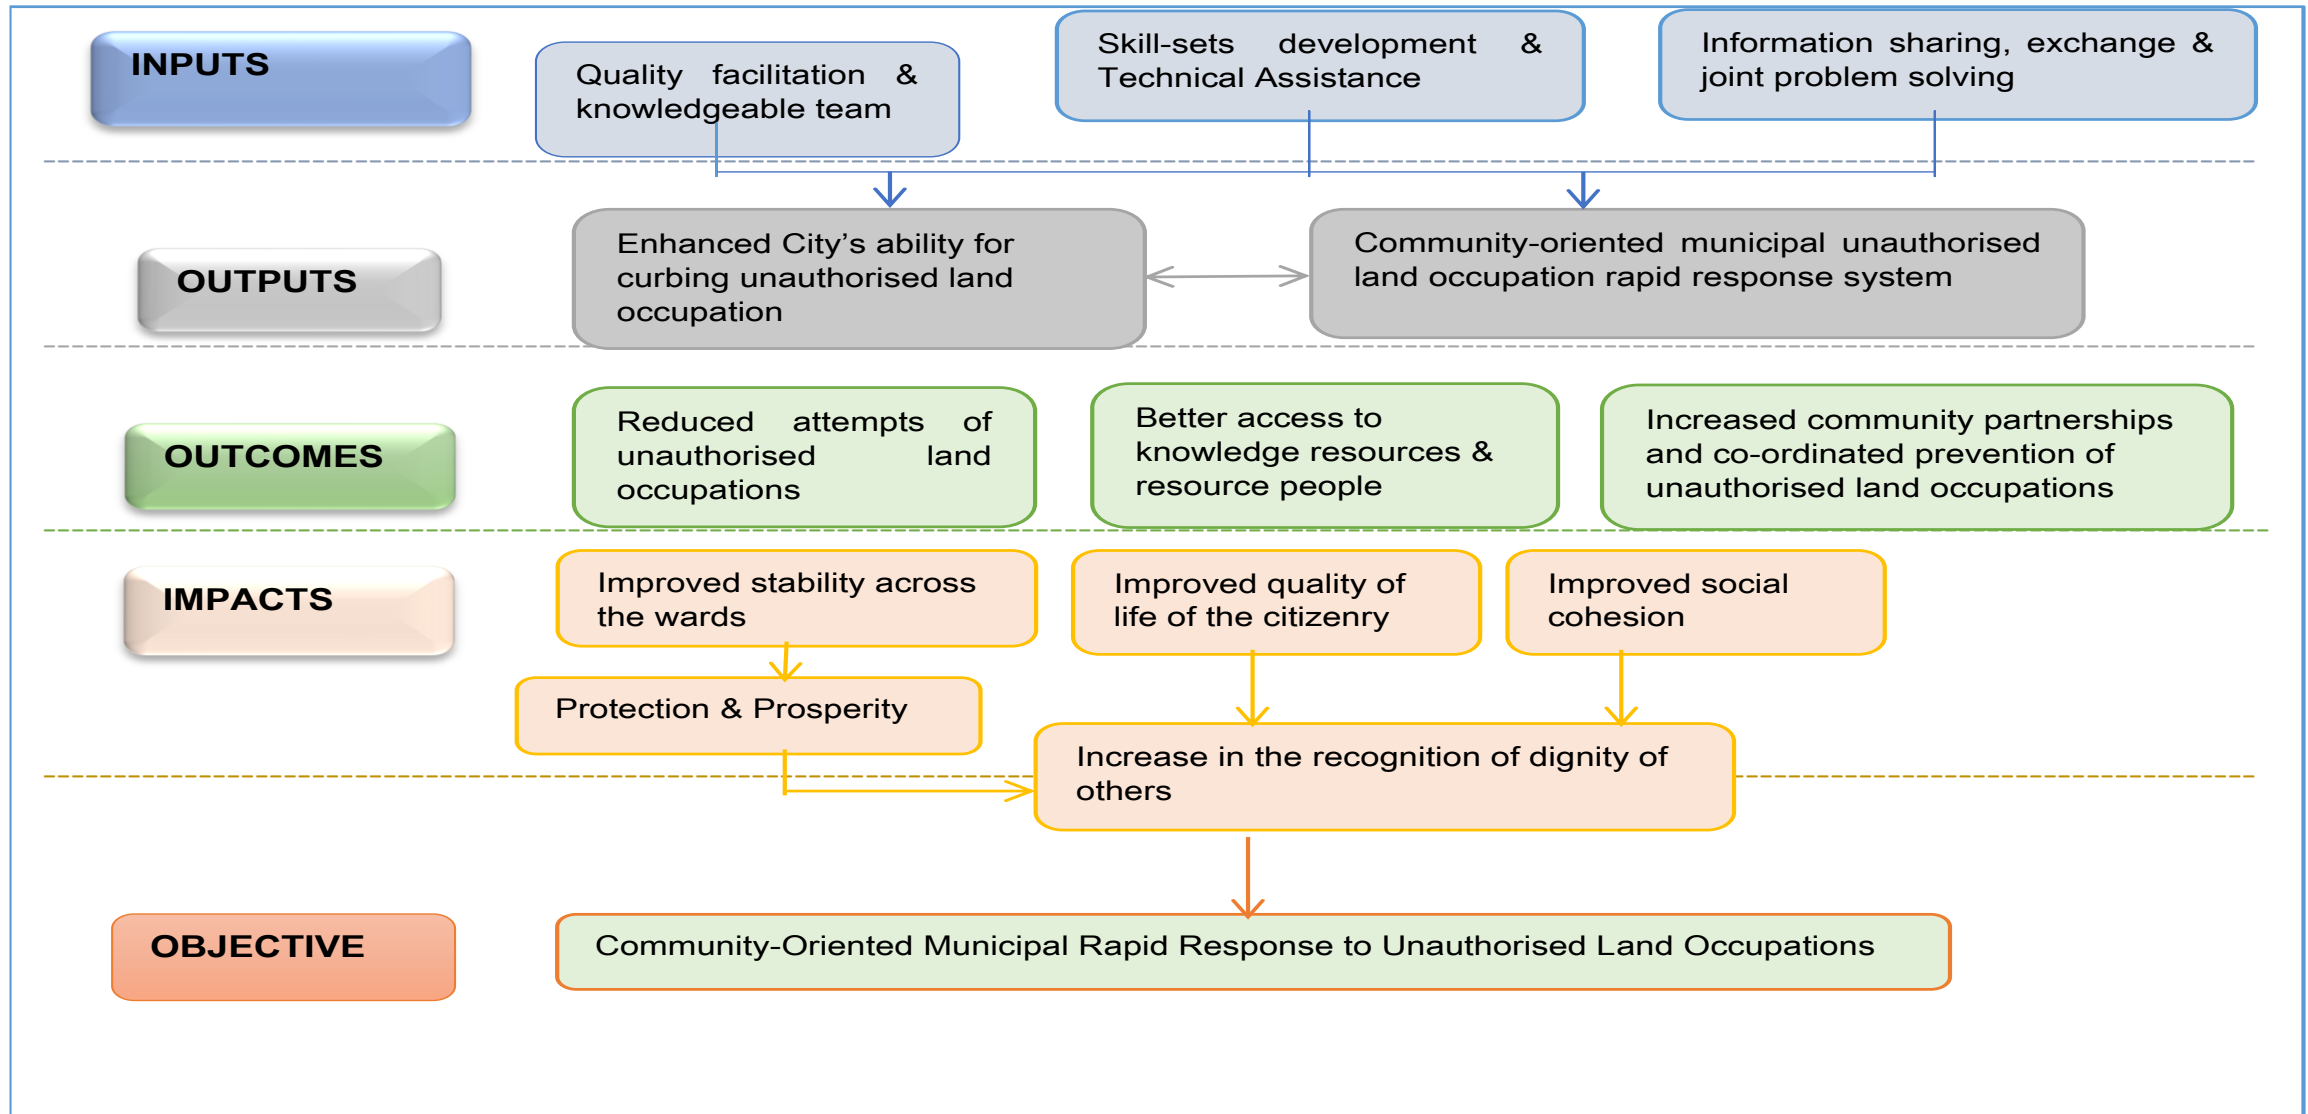 INPUTS
Quality facilitation &
knowledgeable team
Skill-sets development &
Technical Assistance
Information sharing, exchange &
joint problem solving
OUTPUTS
Enhanced City’s ability for
curbing unauthorised land
occupation
Community-oriented municipal unauthorised
land occupation rapid response system
OUTCOMES
Reduced attempts of
unauthorised land
occupations
Better access to
knowledge resources &
resource people
Increased community partnerships
and co-ordinated prevention of
unauthorised land occupations
IMPACTS
Improved stability across
the wards
Improved quality of
life of the citizenry
Improved social
cohesion
Protection & Prosperity
Increase in the recognition of dignity of
others
OBJECTIVE
Community-Oriented Municipal Rapid Response to Unauthorised Land Occupations